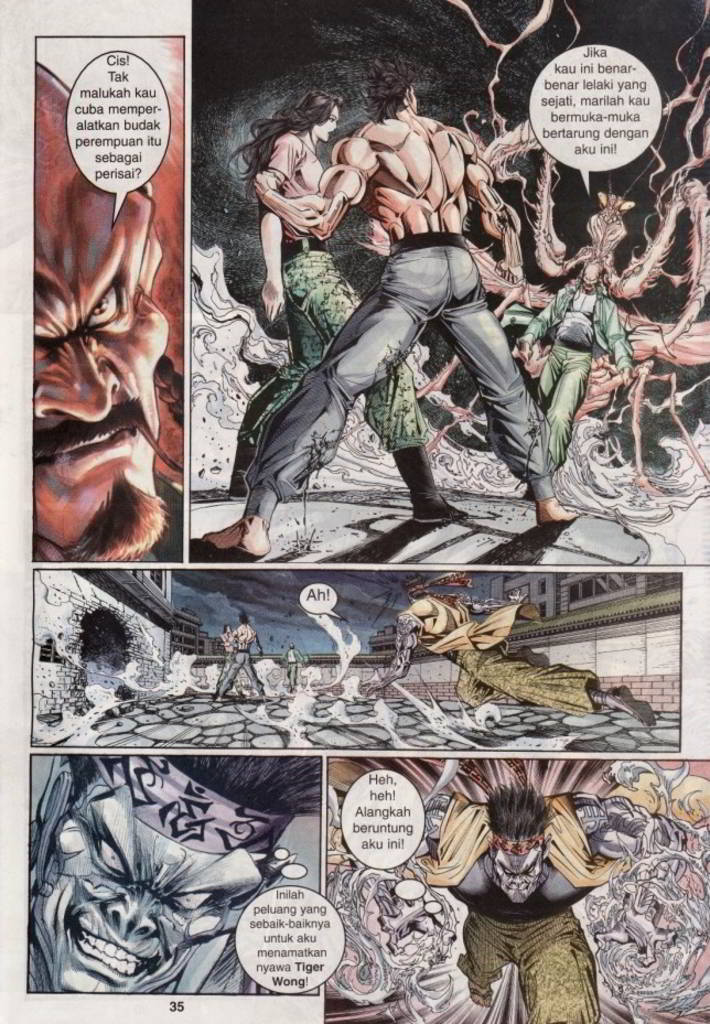 Cis!
Tak
malukah kau
cuba memper-
alatkan budak
perempuan itu
sebagai
perisai?
Jika
kau ini benar-
benar lelaki yang
sejati, marilah kau
bermuka-muka
bertarung dengan
aku ini!
Ah!
Inilah
peluang yang
sebaik-baiknya
untuk aku
menamatkan
nyawa Tiger
Wong!
Heh,
heh!
Alangkah
beruntung
aku ini!
35